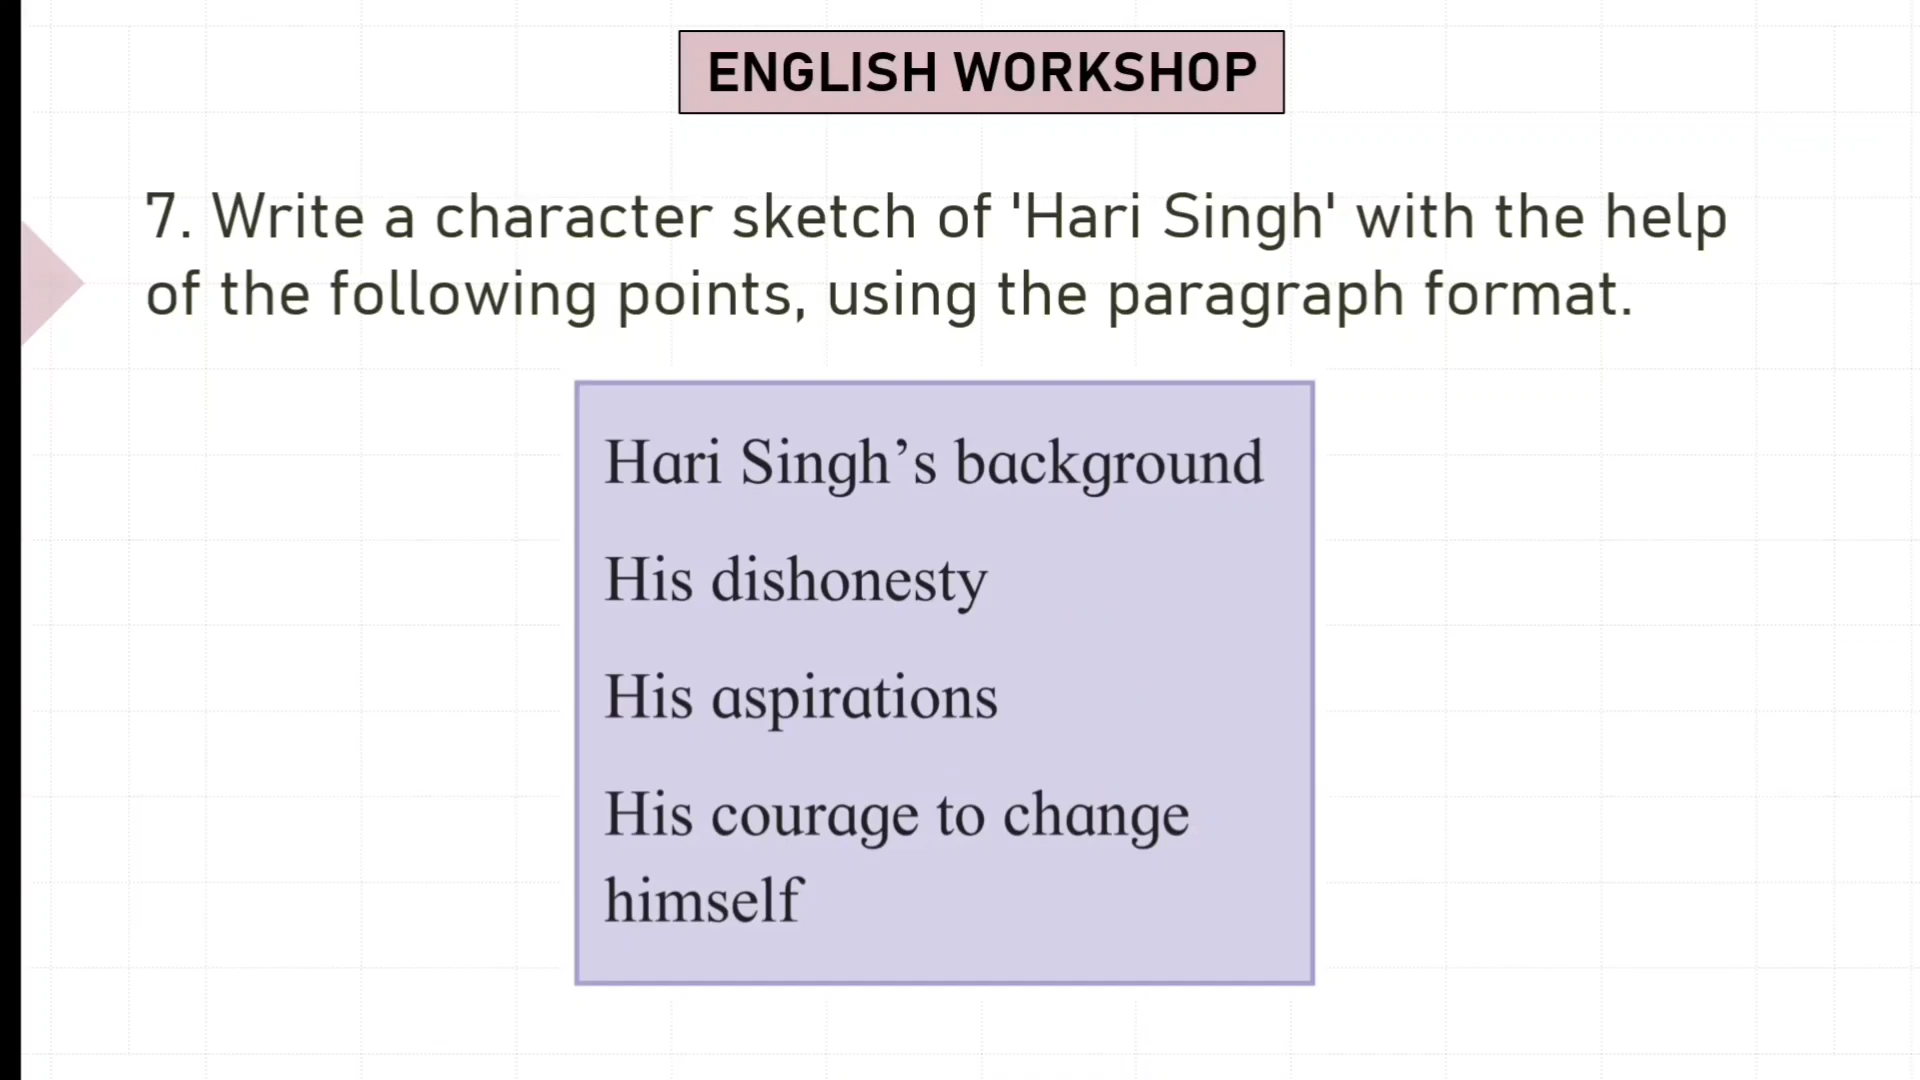 ENGLISH WORKSHOP
7. Write a character sketch of 'Hari Singh' with the help
of the following points, using the paragraph format.
Hari Singh’s background
His dishonesty
His aspirations
His courage to change
himself